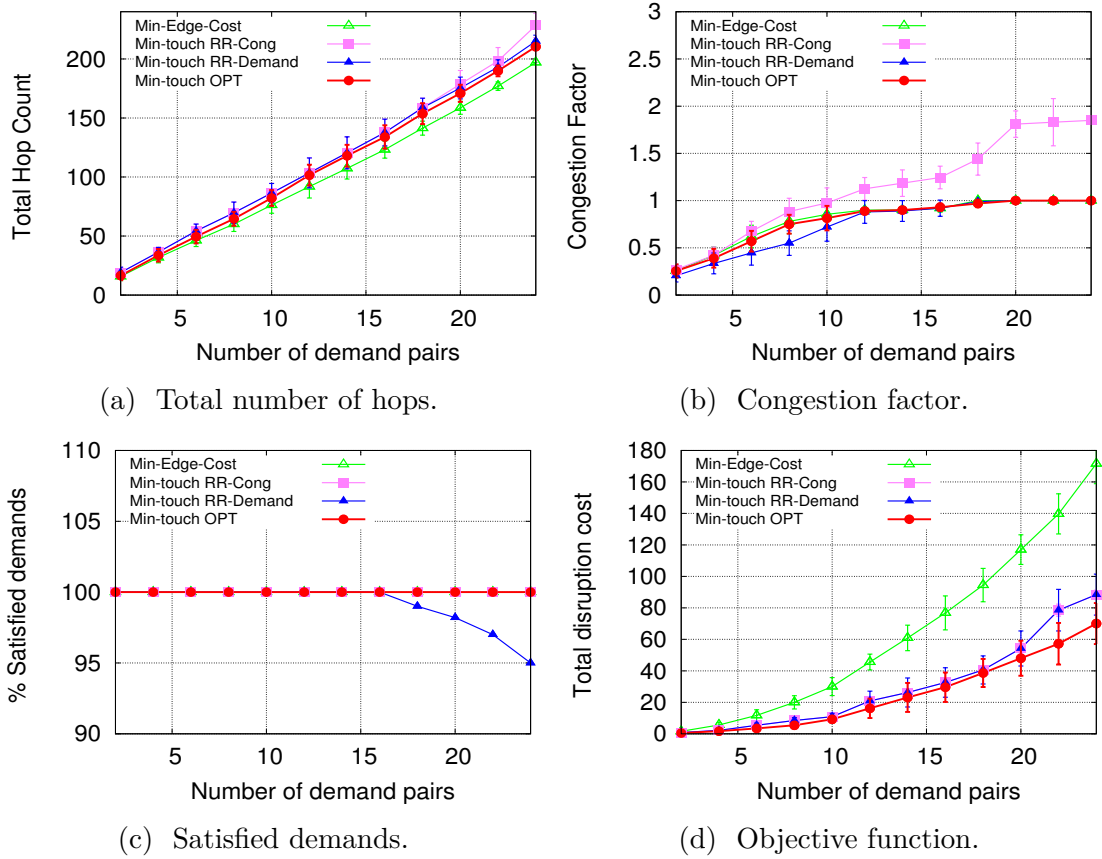 Min-Edge-Cost
Min-touch RR-Cong
Min-touch RR-Demand
Min-touch OPT
200
150
100
50
0
5
10
15
20
Total Hop Count
Number of demand pairs
(a) Total number of hops.
Min-Edge-Cost
Min-touch RR-Cong
Min-touch RR-Demand
Min-touch OPT
3
2.5
2
1.5
1
0.5
0
5
10
15
20
Congestion Factor
Number of demand pairs
(b) Congestion factor.
Min-Edge-Cost
Min-touch RR-Cong
Min-touch RR-Demand
Min-touch OPT
110
105
100
95
90
5
10
15
20
% Satisfied demands
Number of demand pairs
(c) Satisfied demands.
Min-Edge-Cost
Min-touch RR-Cong
Min-touch RR-Demand
Min-touch OPT
180
160
140
120
100
80
60
40
20
0
5
10
15
20
Total disruption cost
Number of demand pairs
(d) Objective function.